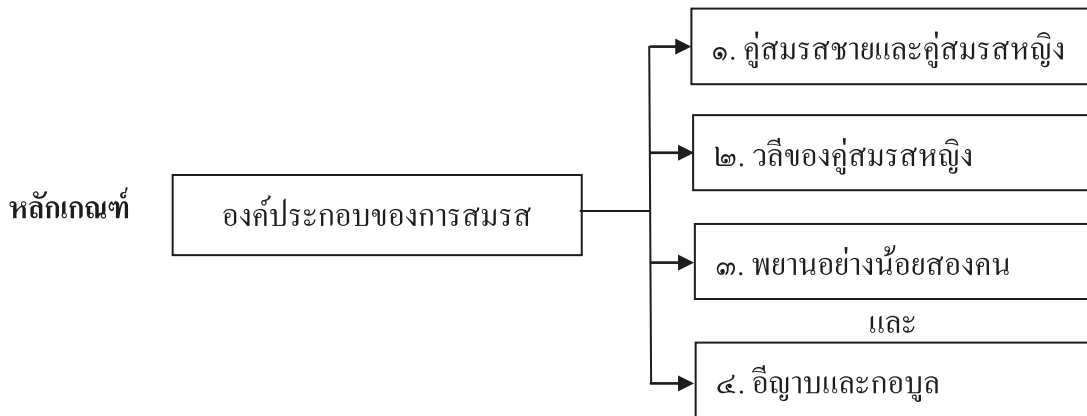 ๑. คู่สมรสชายและคู่สมรสหญิง
๒. วลีของคู่สมรสหญิง
หลักเกณฑ์
องค์ประกอบของการสมรส
๓. พยานอย่างน้อยสองคน
และ
๔. อีญาบและกอบูล